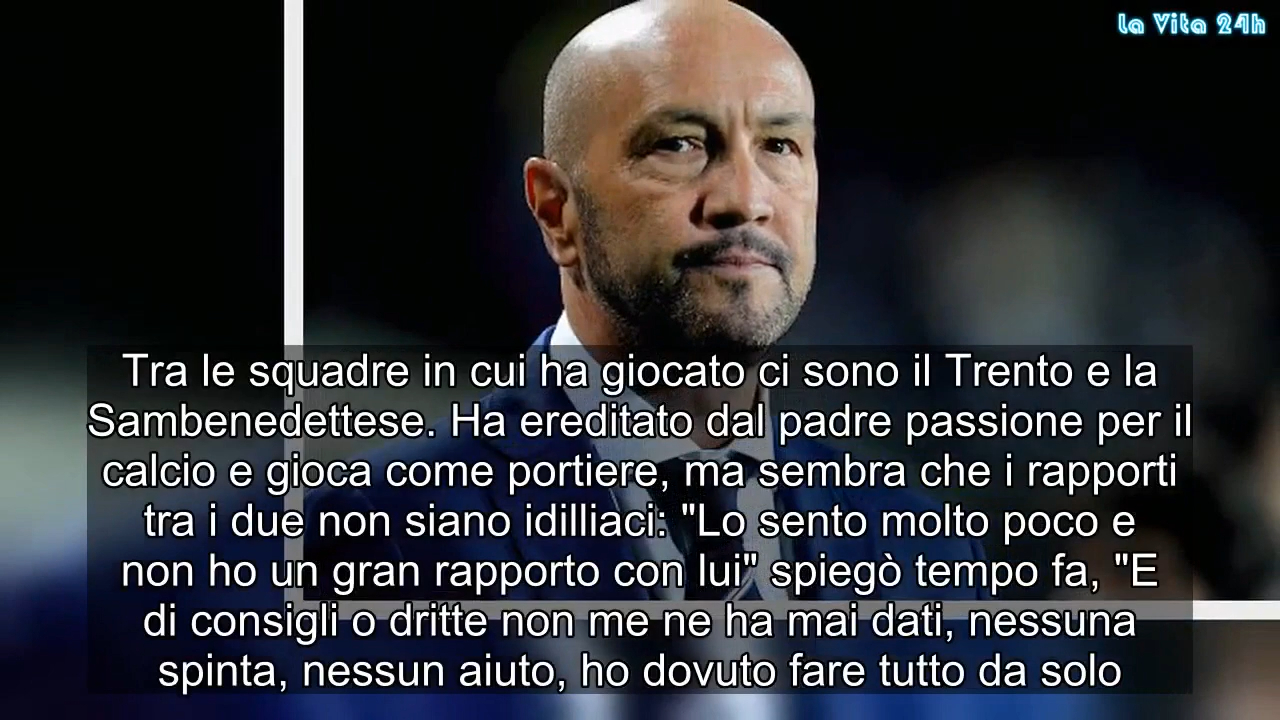 La Vita 24h
Tra le squadre in cui ha giocato ci sono il Trento e la
Sambenedettese. Ha ereditato dal padre passione per il
calcio e gioca come portiere, ma sembra che i rapporti
tra i due non siano idilliaci: "Lo sento molto poco e
non ho un gran rapporto con lui" spiegò tempo fa, "E
di consigli o dritte non me ne ha mai dati, nessuna
spinta, nessun aiuto, ho dovuto fare tutto da solo